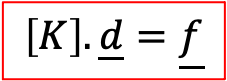 [K]. d = f